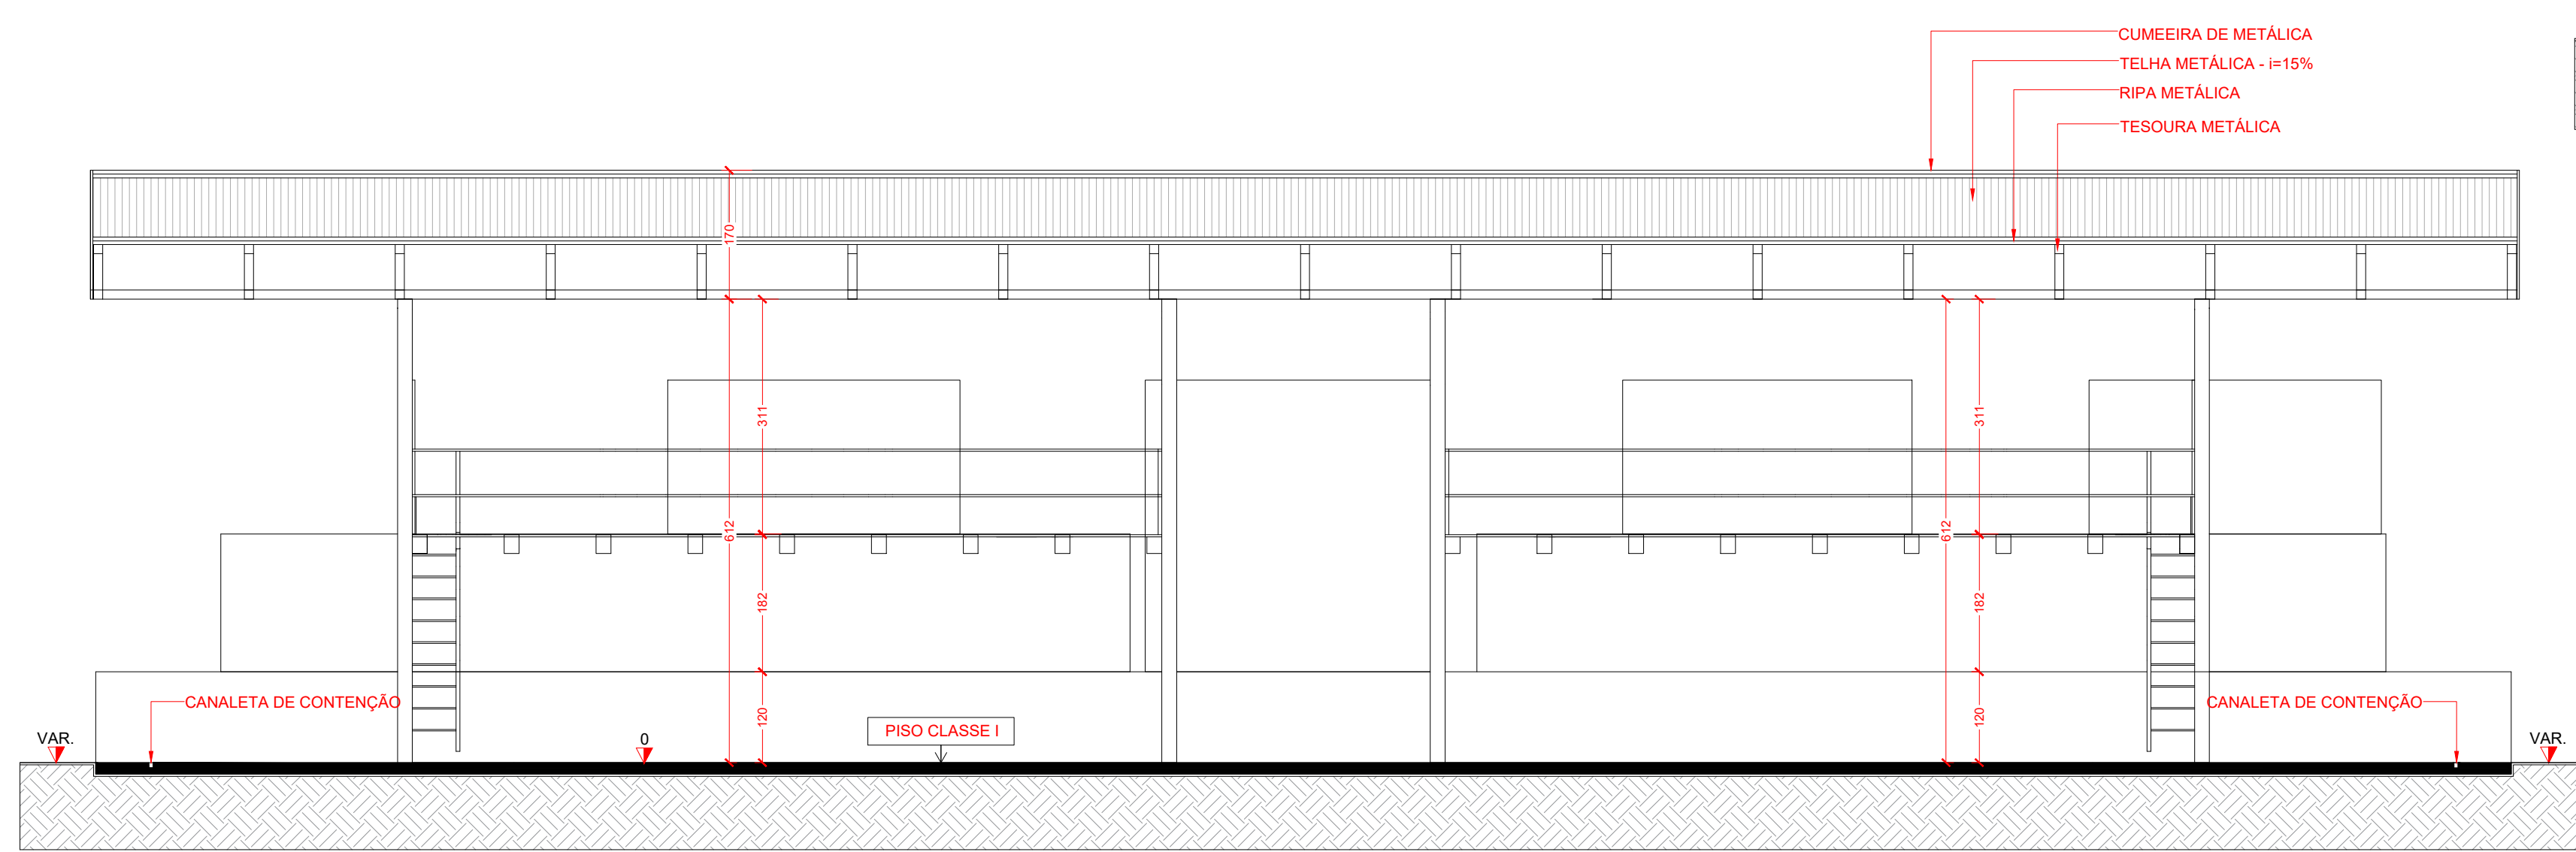 CUMEEIRA DE METÁLICA
TELHA METÁLICA - i=15%
RIPA METÁLICA
TESOURA METÁLICA
170
311
311
612
612
182
182
120
120
CANALETA DE CONTENÇÃO
CANALETA DE CONTENÇÃO
PISO CLASSE I
VAR.
0
VAR.